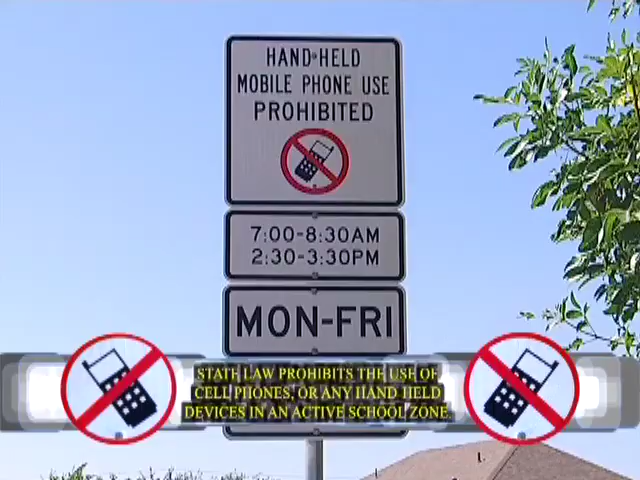 HAND-HELD
MOBILE PHONE USE
PROHIBITED
7:00-8:30AM
2:30-3:30PM
MON-FRI
STATE LAW PROHIBITS THE USE OF
CELL PHONES, OR ANY HAND HELD
DEVICES IN AN ACTIVE SCHOOL ZONE.